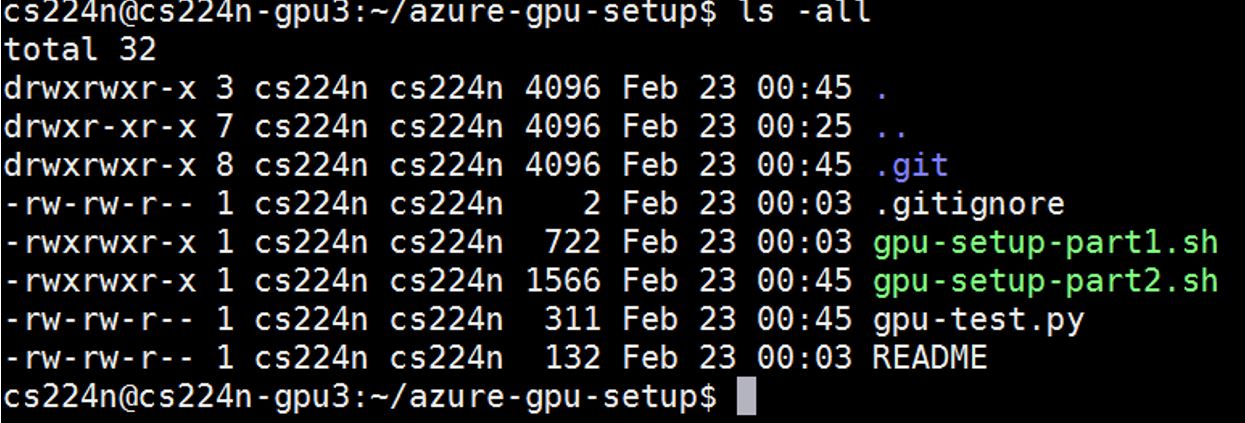 cs224n@cs224n-gpu3:~/azure-gpu-setup$ ls -all
total 32
drwxrwxr-x 3 cs224n cs224n 4096 Feb 23 00:45 .
drwxr-xr-x 7 cs224n cs224n 4096 Feb 23 00:25 ..
drwxrwxr-x 8 cs224n cs224n 4096 Feb 23 00:45 .git
-rw-rw-r-- 1 cs224n cs224n    2 Feb 23 00:03 .gitignore
-rwxrwxr-x 1 cs224n cs224n  722 Feb 23 00:03 gpu-setup-part1.sh
-rwxrwxr-x 1 cs224n cs224n 1566 Feb 23 00:45 gpu-setup-part2.sh
-rw-rw-r-- 1 cs224n cs224n  311 Feb 23 00:45 gpu-test.py
-rw-rw-r-- 1 cs224n cs224n  132 Feb 23 00:03 README
cs224n@cs224n-gpu3:~/azure-gpu-setup$